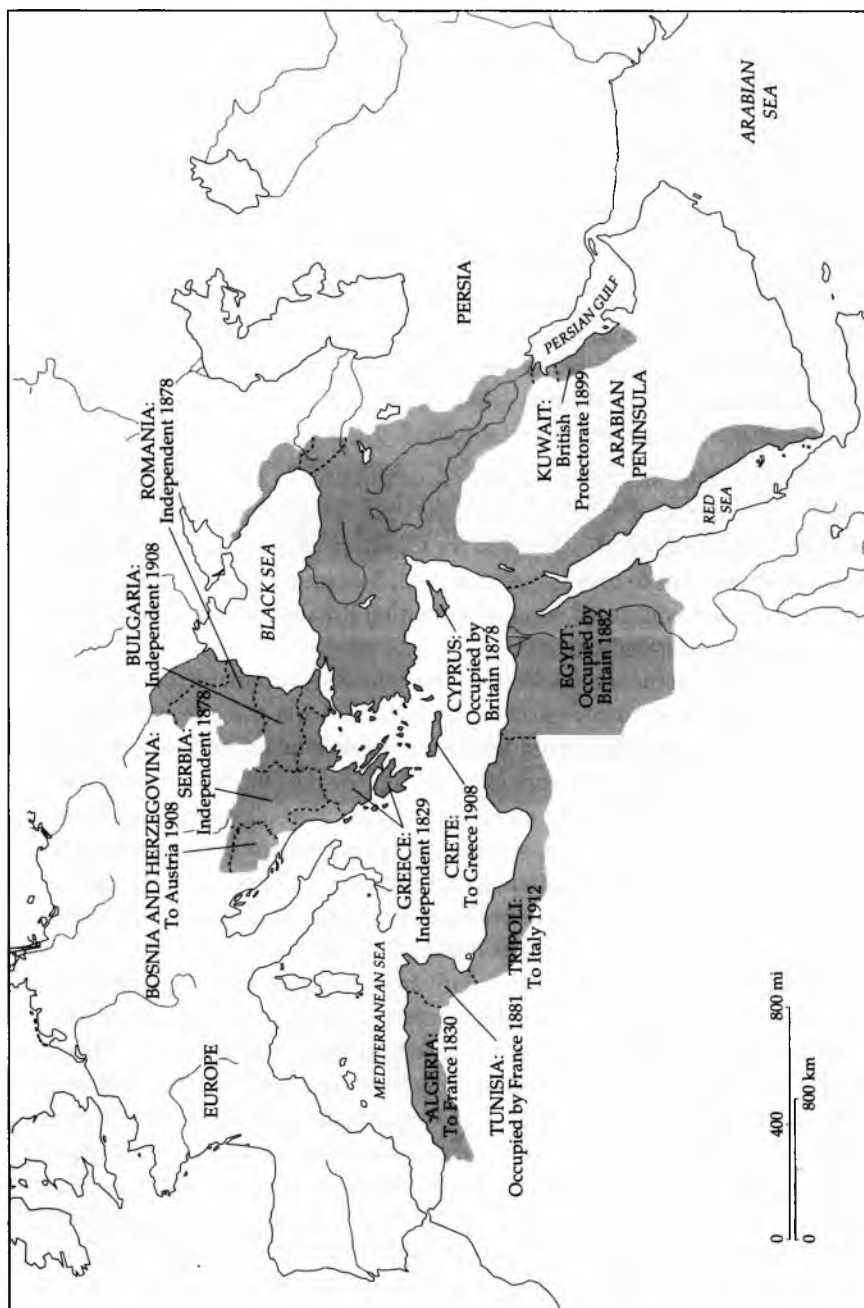 BOSNIA AND HERZEGOVINA:
To Austria 1908
SERBIA:
Independent 1878
BULGARIA:
Independent 1908
ROMANIA:
Independent 1878
EUROPE
BLACK SEA
PERSIA
MEDITERRANEAN SEA
GREECE:
Independent 1829
CRETE:
To Greece 1908
CYPRUS:
Occupied by
Britain 1878
ALGERIA:
To France 1830
TUNISIA:
Occupied by France 1881
TRIPOLI:
To Italy 1912
EGYPT:
Occupied by
Britain 1882
KUWAIT:
British
Protectorate 1899
PERSIAN GULF
ARABIAN
PENINSULA
RED
SEA
ARABIAN
SEA
0 400 800 mi
0 800 km